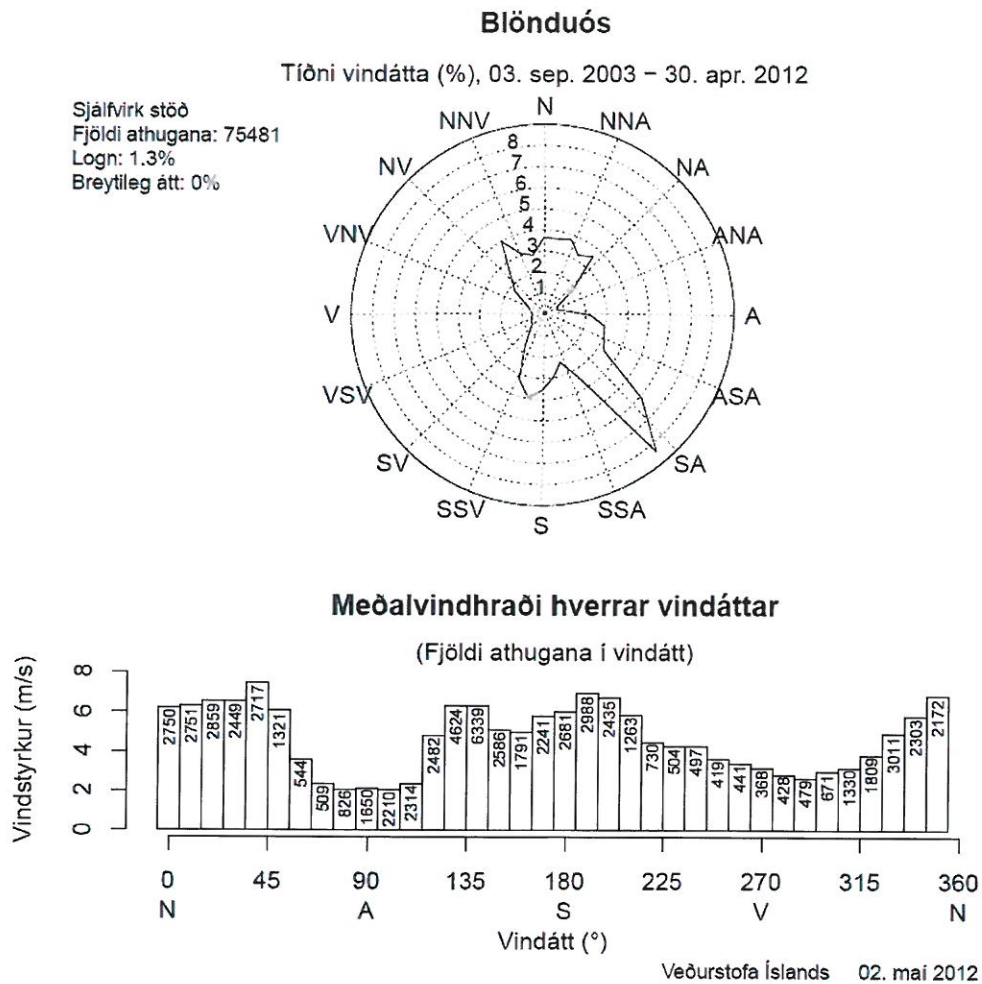 Blönduós
Tíðni vindátta (%), 03. sep. 2003 − 30. apr. 2012
Sjálfvirk stöð
Fjöldi athugana: 75481
Logn: 1.3%
Breytileg átt: 0%
N
NNA
NA
ANA
A
ASA
SA
SSA
S
SSV
SV
VSV
V
VNV
NV
NNV
8
7
6
5
4
3
2
1
Meðalvindhraði hverrar vindáttar
(Fjöldi athugana í vindátt)
Vindstyrkur (m/s)
8
6
4
2
0
2750 2751 2859 2449 2717 1321 544 509 826 1650 2210 2314 2482 4624 6339 2586 1791 2241 2681 2988 2435 1263 730 504 497 419 441 368 428 479 671 1330 1809 3011 2303 2172
0 45 90 135 180 225 270 315 360
N A S V N
Vindátt (°)
Veðurstofa Íslands 02. maí 2012